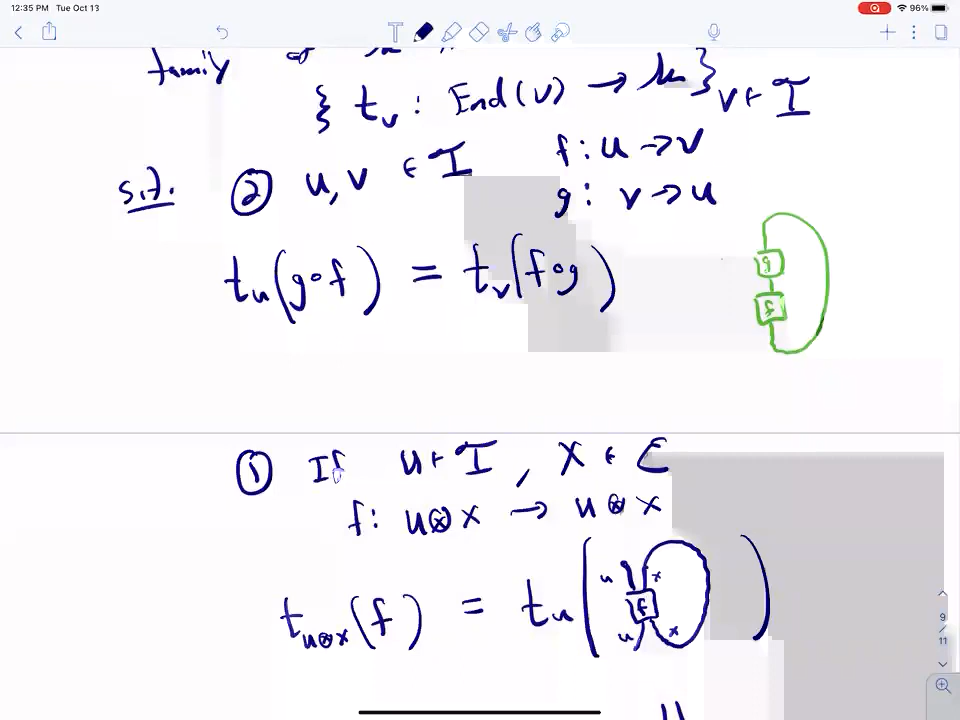 12:35 PM Tue Oct 13
96%
family of
{ t_v : End(V) → k }_{V ∈ I}
s.t. ② U, V ∈ I f : U → V
g : V → U
t_u(g∘f) = t_v(f∘g)
g
f
① If U ∈ I, X ∈ C
f : U⊗X → U⊗X
t_{U⊗X}(f) = t_u( )
u x
f
u x
9
/
11